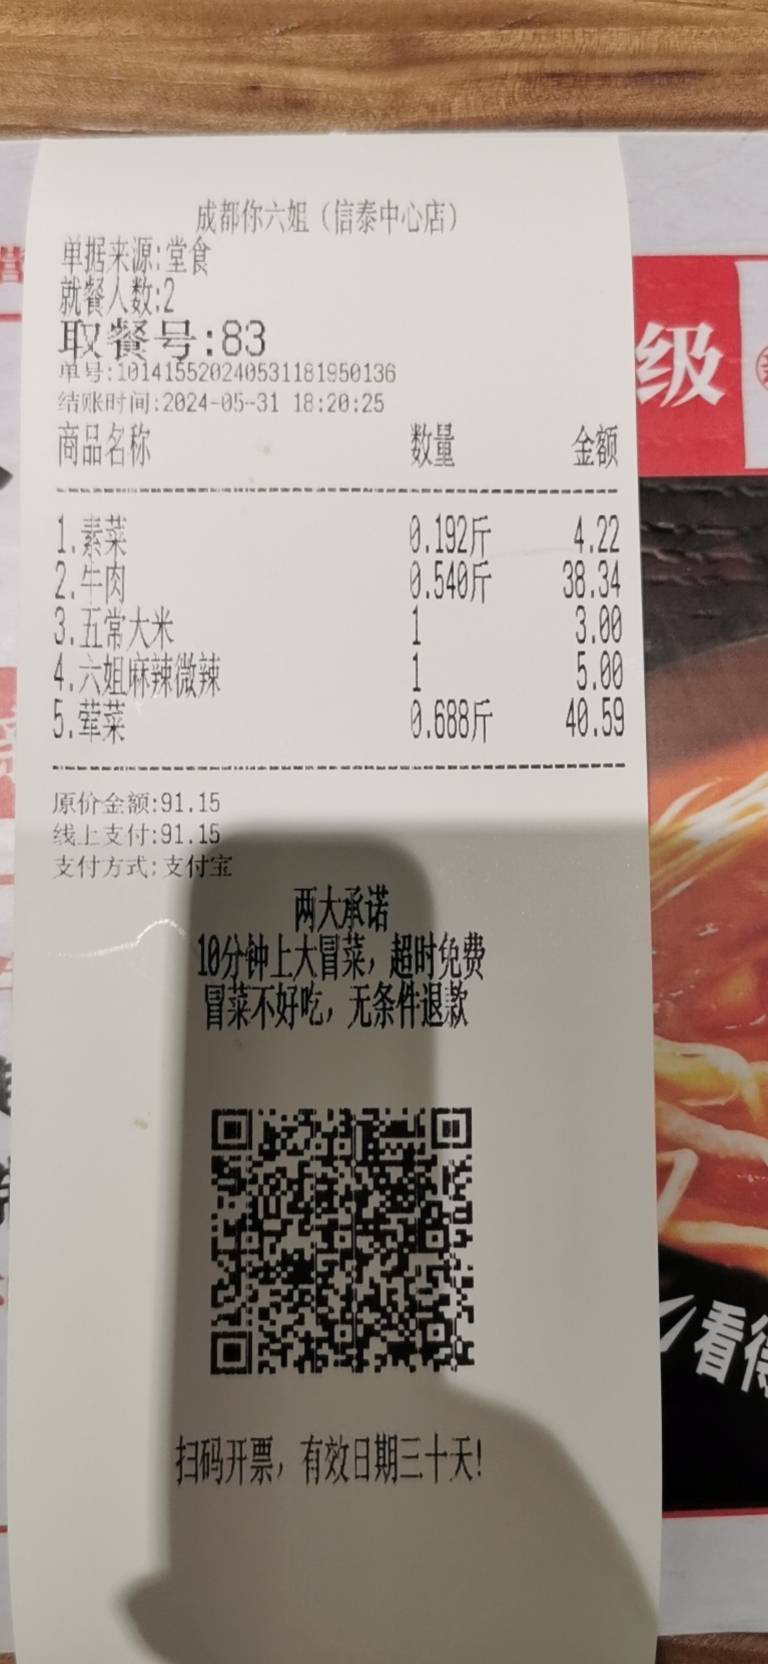 成都你六姐（信泰中心店）
单据来源:堂食
就餐人数:2
取餐号:83
单号:101415520240531181950136
结账时间:2024-05-31 18:20:25
商品名称 数量 金额
1.素菜 0.192斤 4.22
2.牛肉 0.540斤 38.34
3.五常大米 1 3.00
4.六姐麻辣微辣 1 5.00
5.荤菜 0.688斤 40.59
原价金额:91.15
线上支付:91.15
支付方式:支付宝
两大承诺
10分钟上大冒菜，超时免费
冒菜不好吃，无条件退款
扫码开票，有效日期三十天!
级
看得